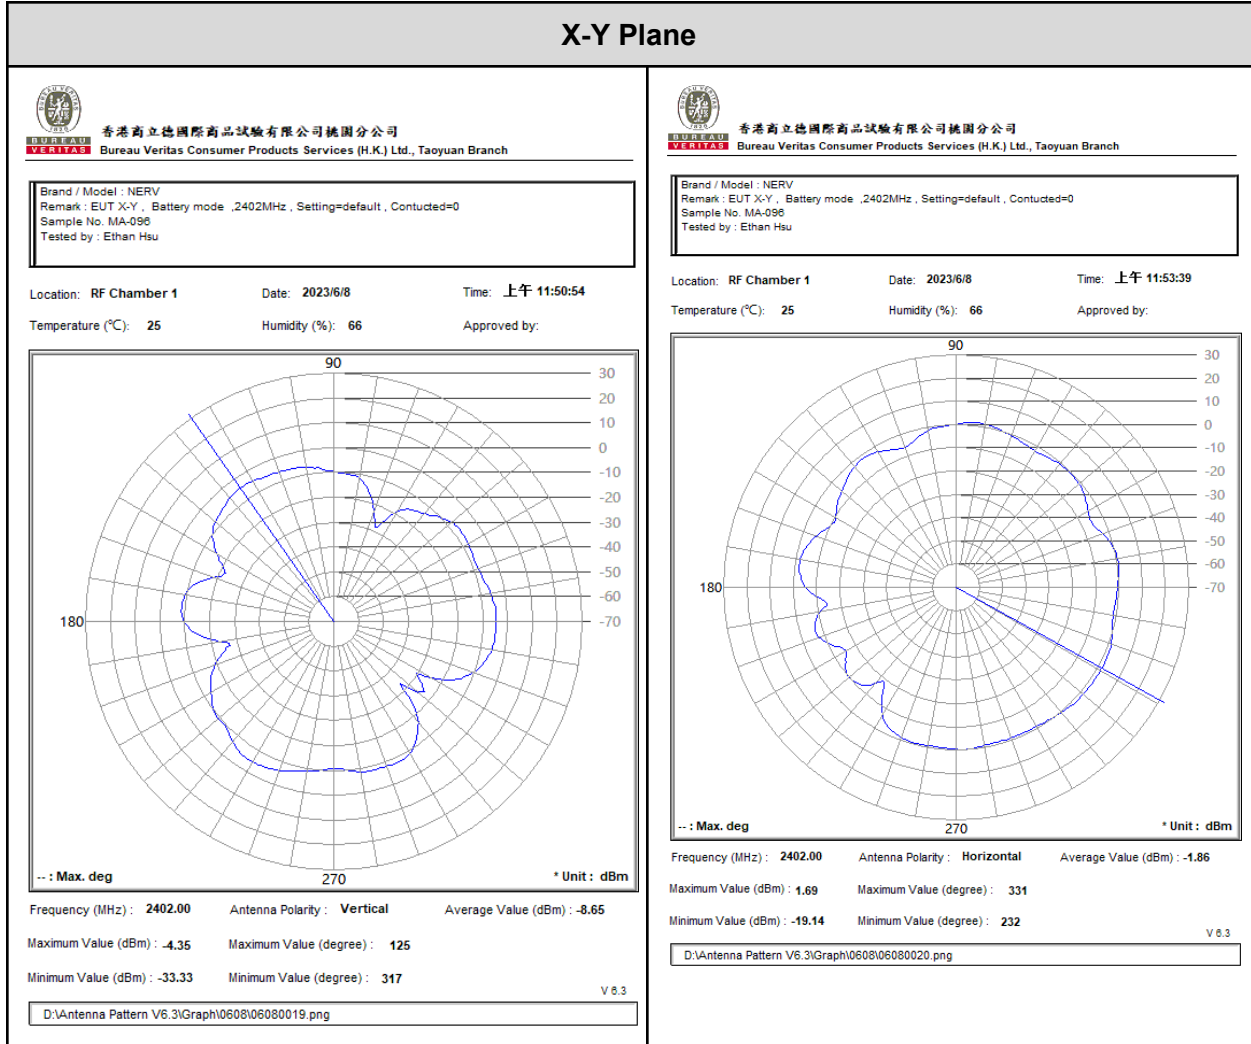 X-Y Plane
BUREAU VERITAS
1828
BUREAU
VERITAS
香港商立德國際商品試驗有限公司桃園分公司
Bureau Veritas Consumer Products Services (H.K.) Ltd., Taoyuan Branch
Brand / Model : NERV
Remark : EUT X-Y , Battery mode ,2402MHz , Setting=default , Contucted=0
Sample No. MA-096
Tested by : Ethan Hsu
Location: RF Chamber 1 Date: 2023/6/8 Time: 上午 11:50:54
Temperature (℃): 25 Humidity (%): 66 Approved by:
90
30
20
10
0
-10
-20
-30
-40
-50
-60
-70
180
270
-- : Max. deg
* Unit : dBm
Frequency (MHz) : 2402.00 Antenna Polarity : Vertical Average Value (dBm) : -8.65
Maximum Value (dBm) : -4.35 Maximum Value (degree) : 125
Minimum Value (dBm) : -33.33 Minimum Value (degree) : 317
V 6.3
D:\Antenna Pattern V6.3\Graph\0608\06080019.png
BUREAU VERITAS
1828
BUREAU
VERITAS
香港商立德國際商品試驗有限公司桃園分公司
Bureau Veritas Consumer Products Services (H.K.) Ltd., Taoyuan Branch
Brand / Model : NERV
Remark : EUT X-Y , Battery mode ,2402MHz , Setting=default , Contucted=0
Sample No. MA-096
Tested by : Ethan Hsu
Location: RF Chamber 1 Date: 2023/6/8 Time: 上午 11:53:39
Temperature (℃): 25 Humidity (%): 66 Approved by:
90
30
20
10
0
-10
-20
-30
-40
-50
-60
-70
180
270
-- : Max. deg
* Unit : dBm
Frequency (MHz) : 2402.00 Antenna Polarity : Horizontal Average Value (dBm) : -1.86
Maximum Value (dBm) : 1.69 Maximum Value (degree) : 331
Minimum Value (dBm) : -19.14 Minimum Value (degree) : 232
V 6.3
D:\Antenna Pattern V6.3\Graph\0608\06080020.png